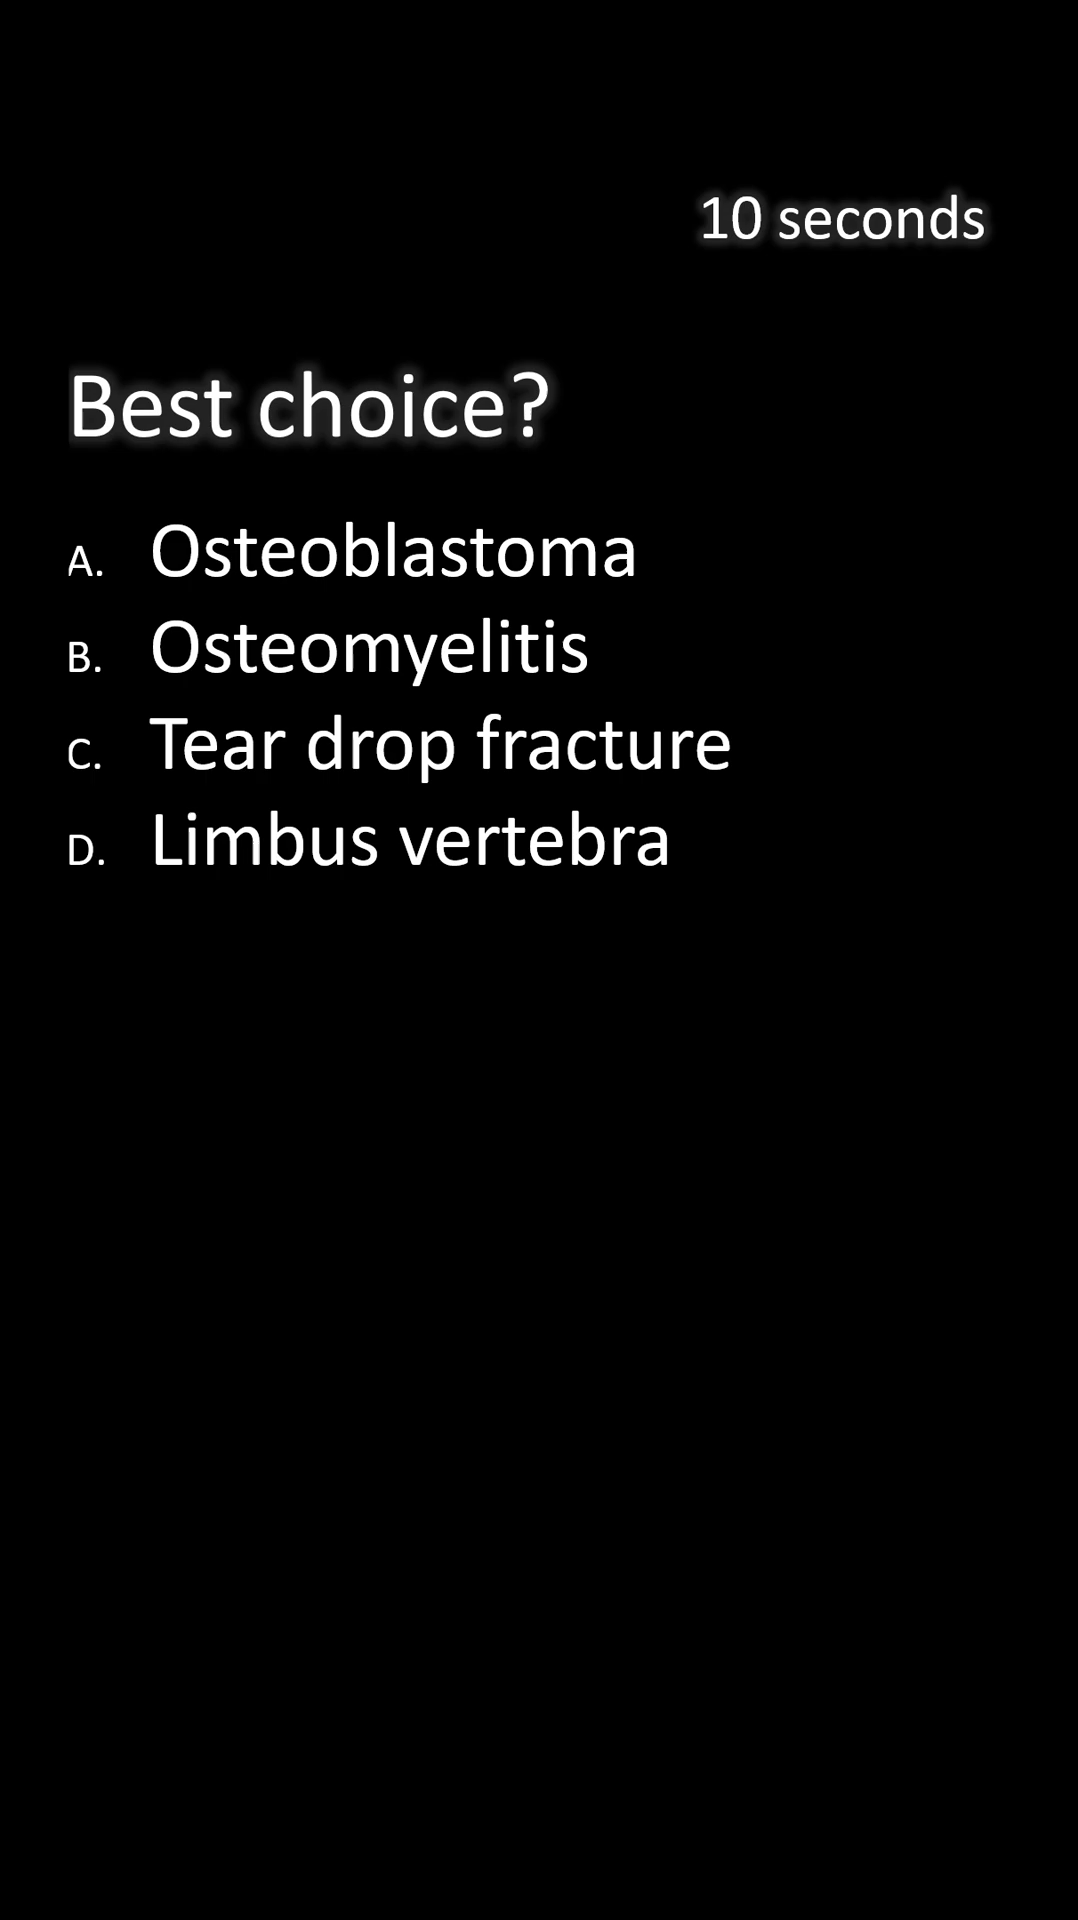 10 seconds
Best choice?
A. Osteoblastoma
B. Osteomyelitis
C. Tear drop fracture
D. Limbus vertebra